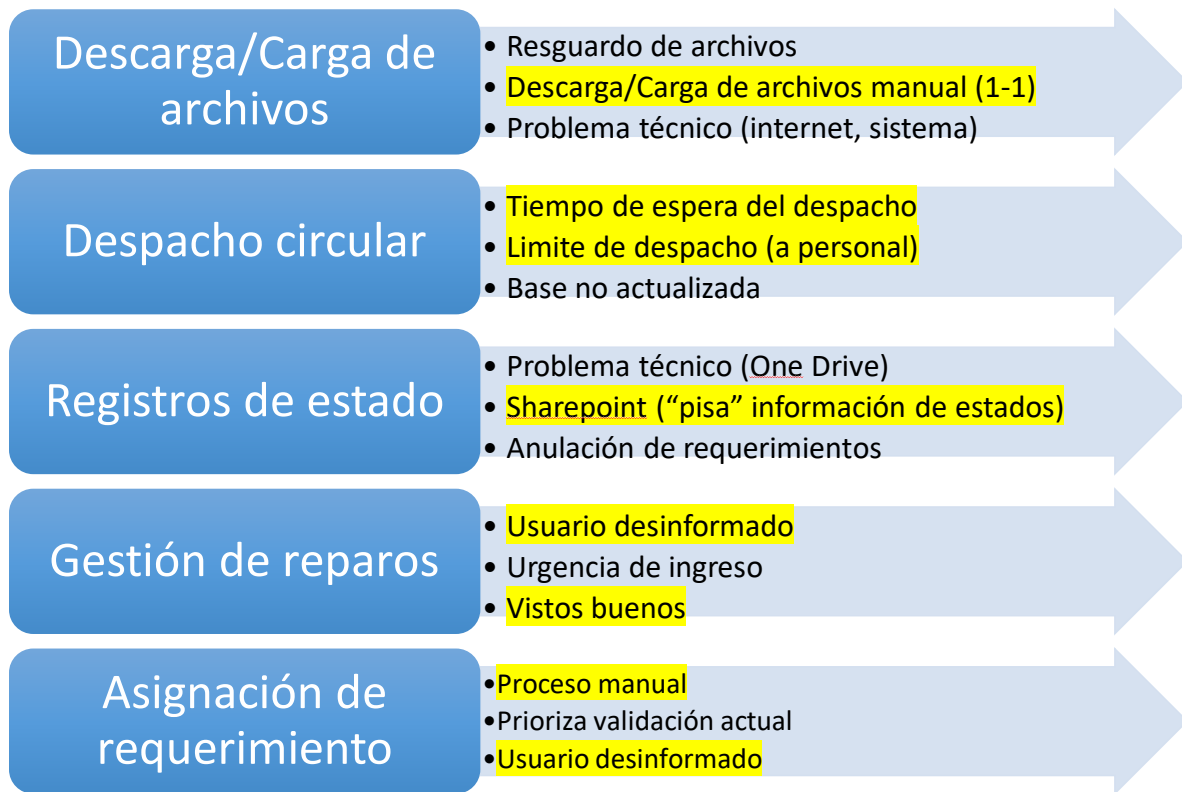 Descarga/Carga de
archivos
• Resguardo de archivos
• Descarga/Carga de archivos manual (1-1)
• Problema técnico (internet, sistema)
Despacho circular
• Tiempo de espera del despacho
• Limite de despacho (a personal)
• Base no actualizada
Registros de estado
• Problema técnico (One Drive)
• Sharepoint (“pisa” información de estados)
• Anulación de requerimientos
Gestión de reparos
• Usuario desinformado
• Urgencia de ingreso
• Vistos buenos
Asignación de
requerimiento
•Proceso manual
•Prioriza validación actual
•Usuario desinformado